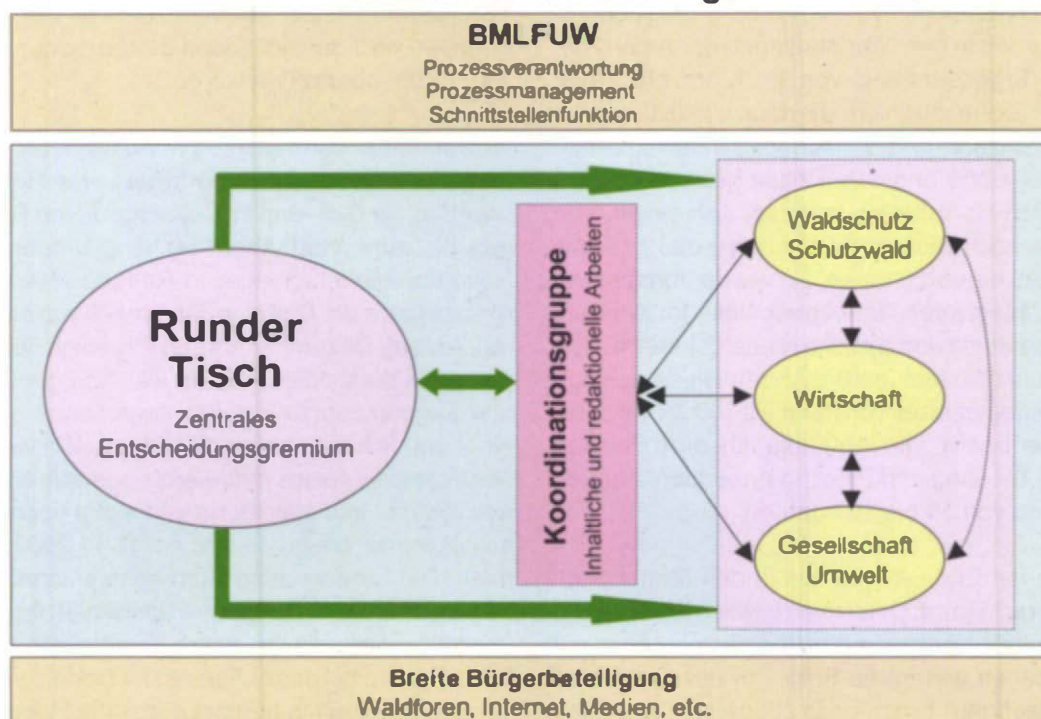 BMLFUW
Prozessverantwortung
Prozessmanagement
Schnittstellenfunktion
Runder
Tisch
Zentrales
Entscheidungsgremium
Koordinationsgruppe
Inhaltliche und redaktionelle Arbeiten
Waldschutz
Schutzwald
Wirtschaft
Gesellschaft
Umwelt
Breite Bürgerbeteiligung
Waldforen, Internet, Medien, etc.